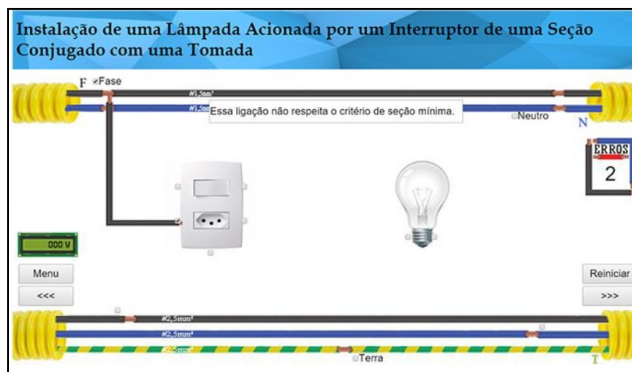 Instalação de uma Lâmpada Acionada por um Interruptor de uma Seção
Conjugado com uma Tomada
F
Fase
#1,5mm²
Essa ligação não respeita o critério de seção mínima.
Neutro
N
ERROS
2
000 V
Menu
Reiniciar
<<<
>>>
#2,5mm²
#2,5mm²
Terra
T